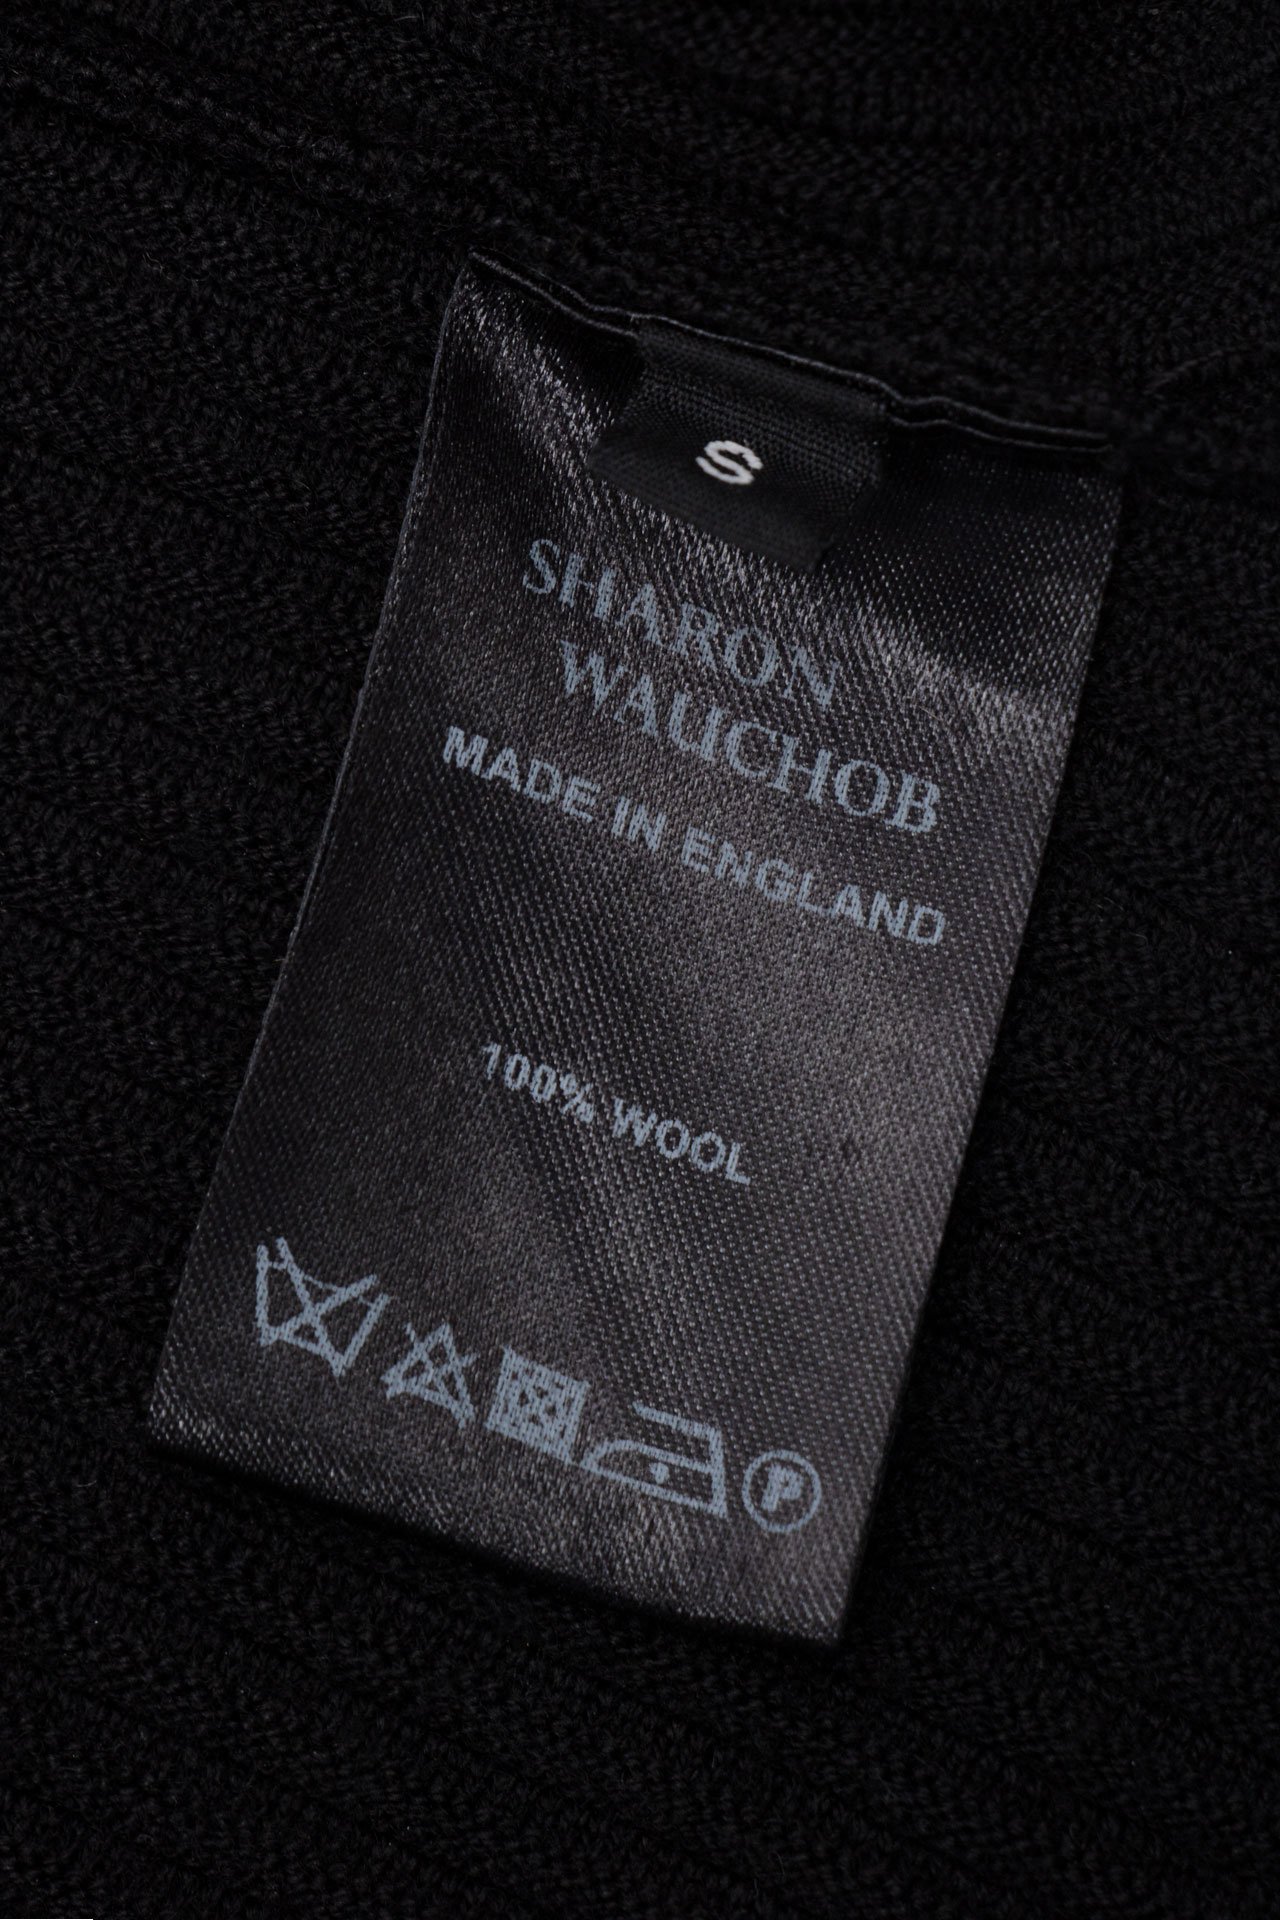 S
SHARON
WAUCHOB
MADE IN ENGLAND
100% WOOL
P